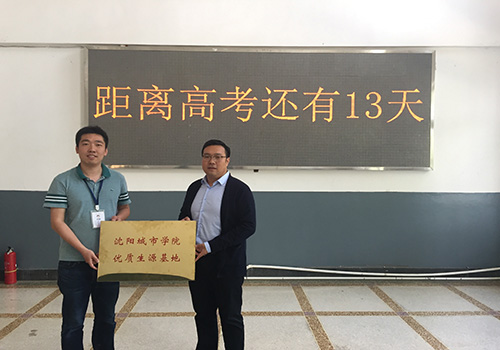 距离高考还有13天
沈阳城市学院
优质生源基地